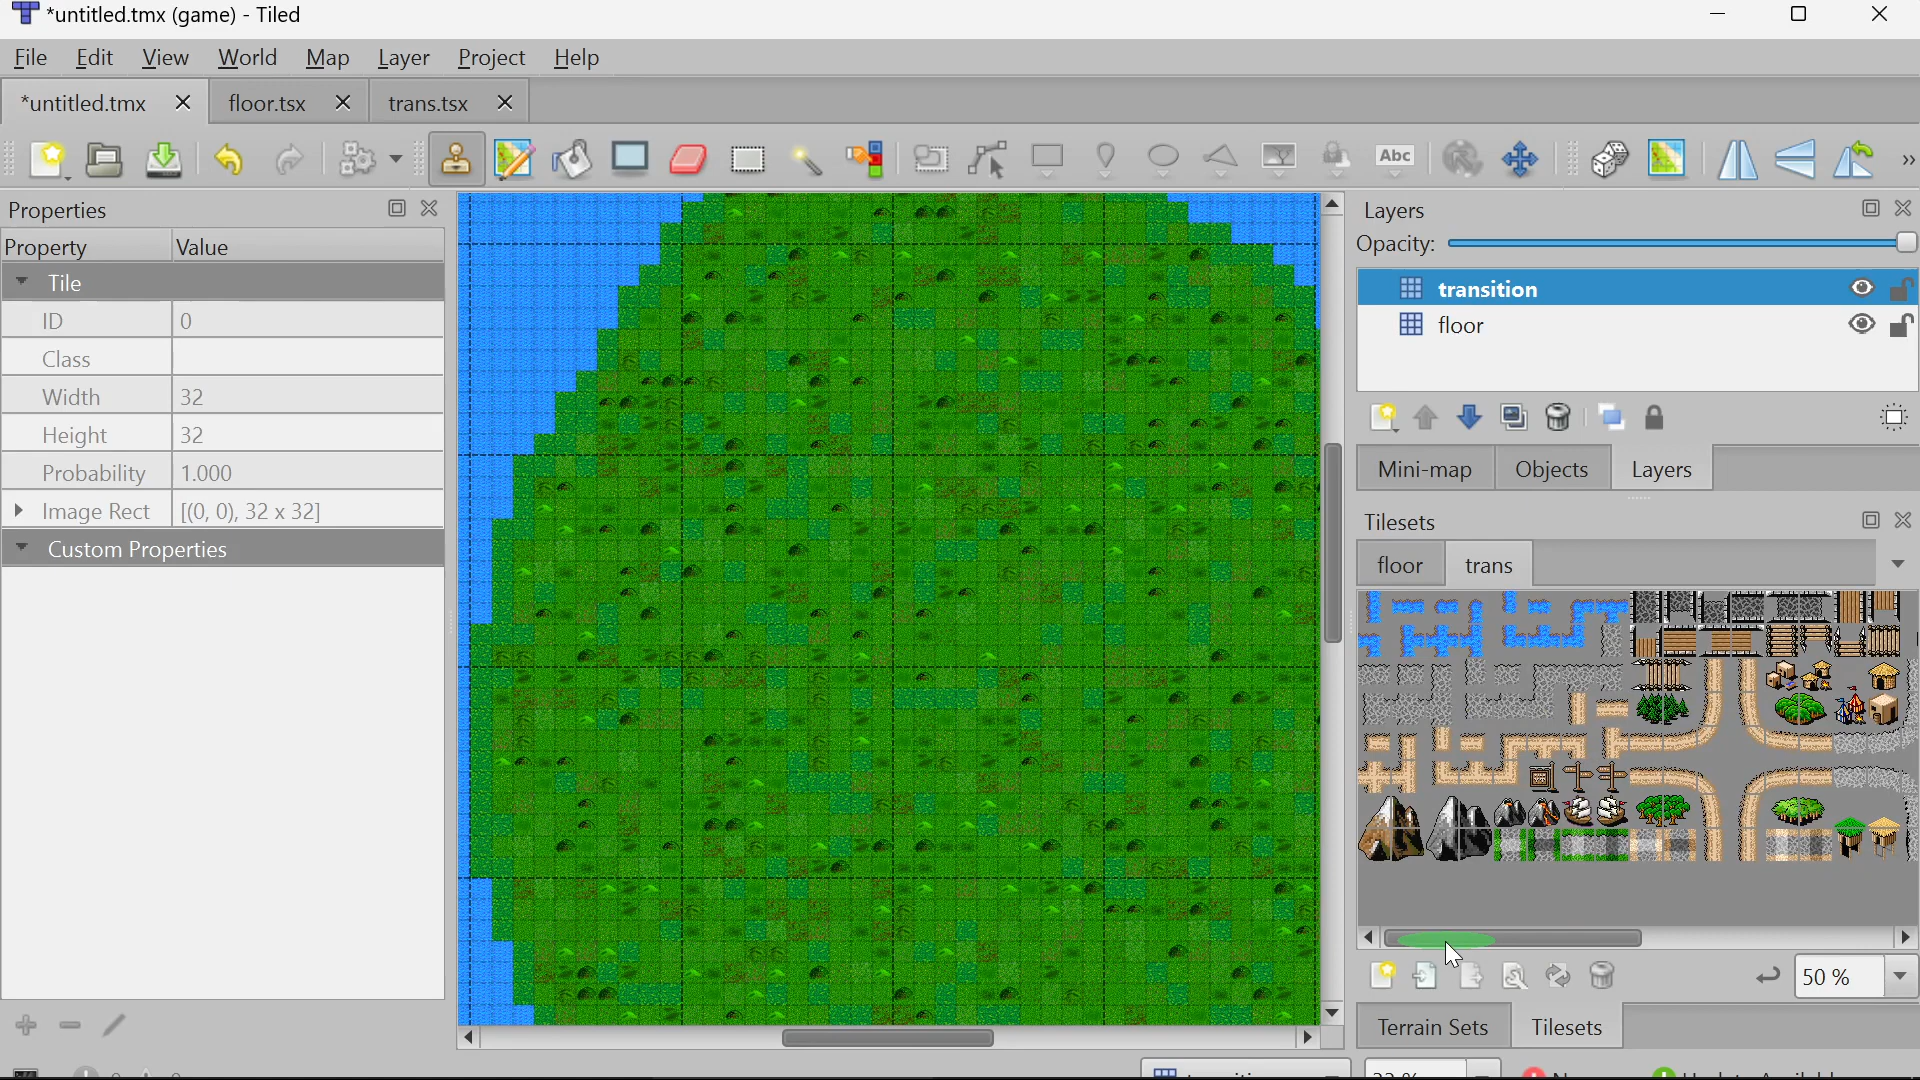 *untitled.tmx (game) - Tiled
File Edit View World Map Layer Project Help
*untitled.tmx floor.tsx trans.tsx
Abc
Properties
Property Value
Tile
ID 0
Class
Width 32
Height 32
Probability 1.000
Image Rect [(0, 0), 32 x 32]
Custom Properties
Layers
Opacity:
transition
floor
Mini-map Objects Layers
Tilesets
floor trans
50 %
Terrain Sets Tilesets